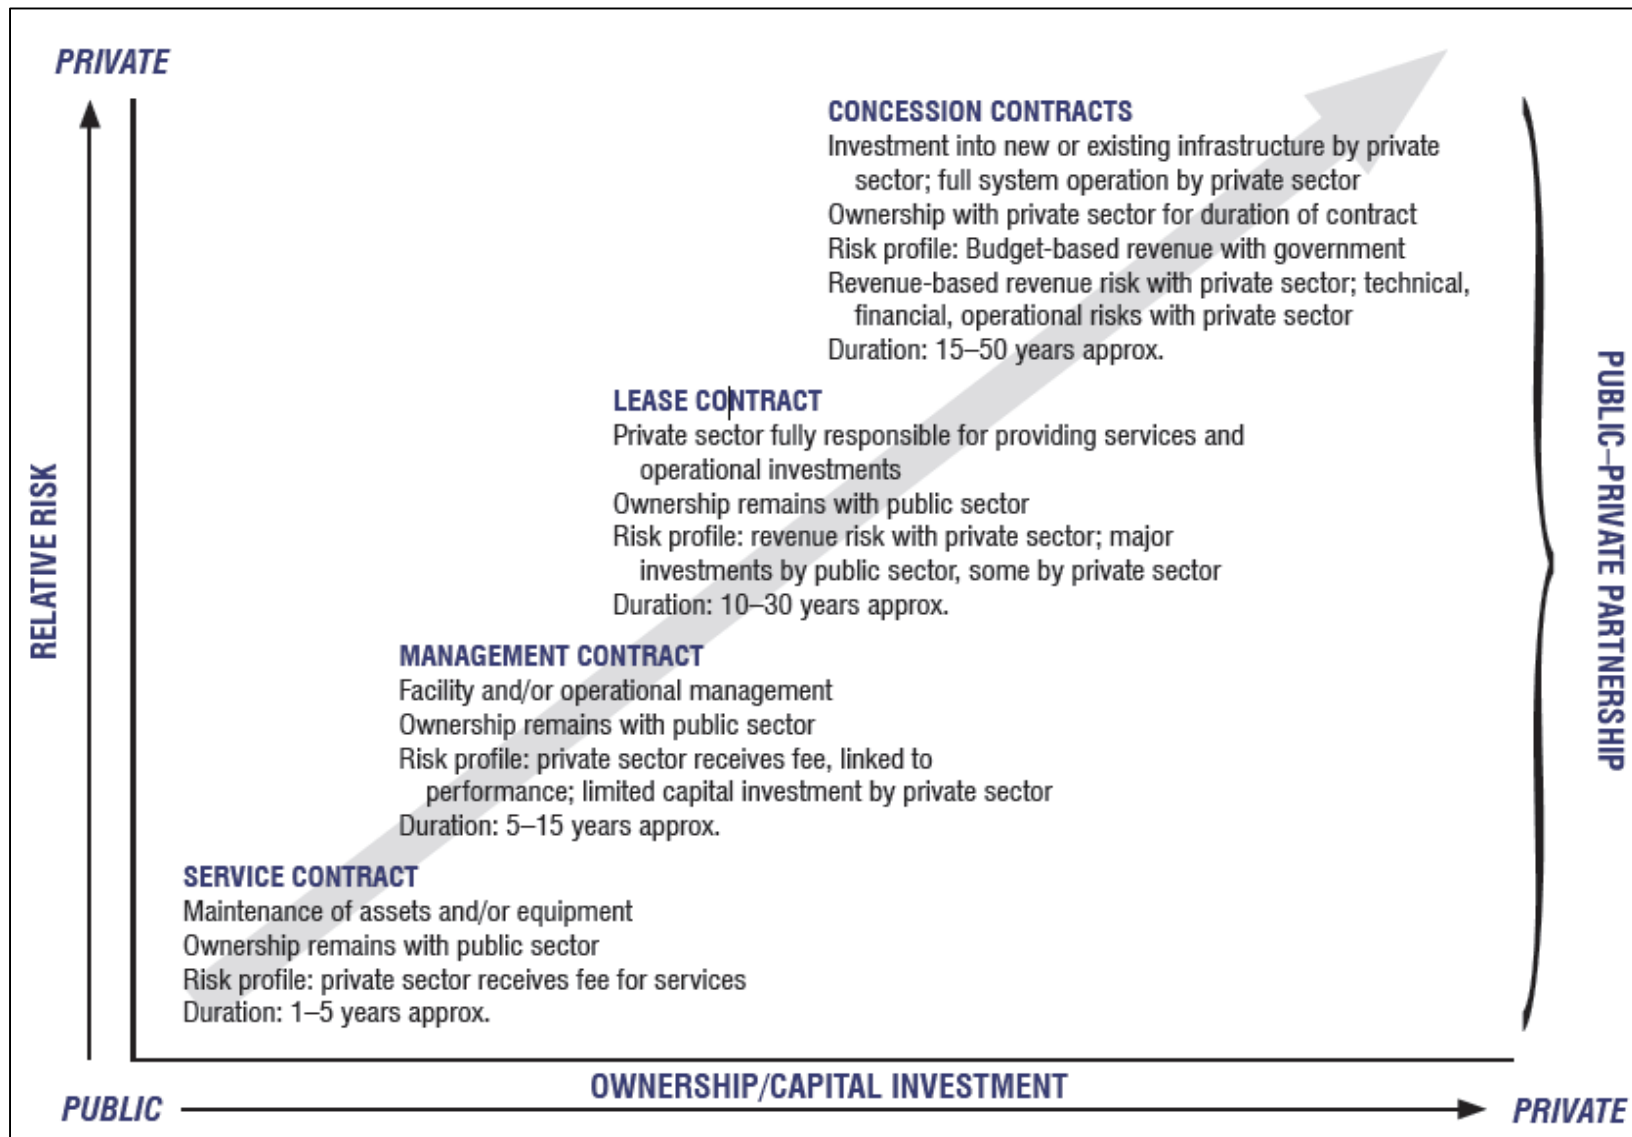 PRIVATE
CONCESSION CONTRACTS
Investment into new or existing infrastructure by private
sector; full system operation by private sector
Ownership with private sector for duration of contract
Risk profile: Budget-based revenue with government
Revenue-based revenue risk with private sector; technical,
financial, operational risks with private sector
Duration: 15–50 years approx.
LEASE CONTRACT
Private sector fully responsible for providing services and
operational investments
Ownership remains with public sector
Risk profile: revenue risk with private sector; major
investments by public sector, some by private sector
Duration: 10–30 years approx.
MANAGEMENT CONTRACT
Facility and/or operational management
Ownership remains with public sector
Risk profile: private sector receives fee, linked to
performance; limited capital investment by private sector
Duration: 5–15 years approx.
SERVICE CONTRACT
Maintenance of assets and/or equipment
Ownership remains with public sector
Risk profile: private sector receives fee for services
Duration: 1–5 years approx.
RELATIVE RISK
PUBLIC–PRIVATE PARTNERSHIP
OWNERSHIP/CAPITAL INVESTMENT
PUBLIC
PRIVATE